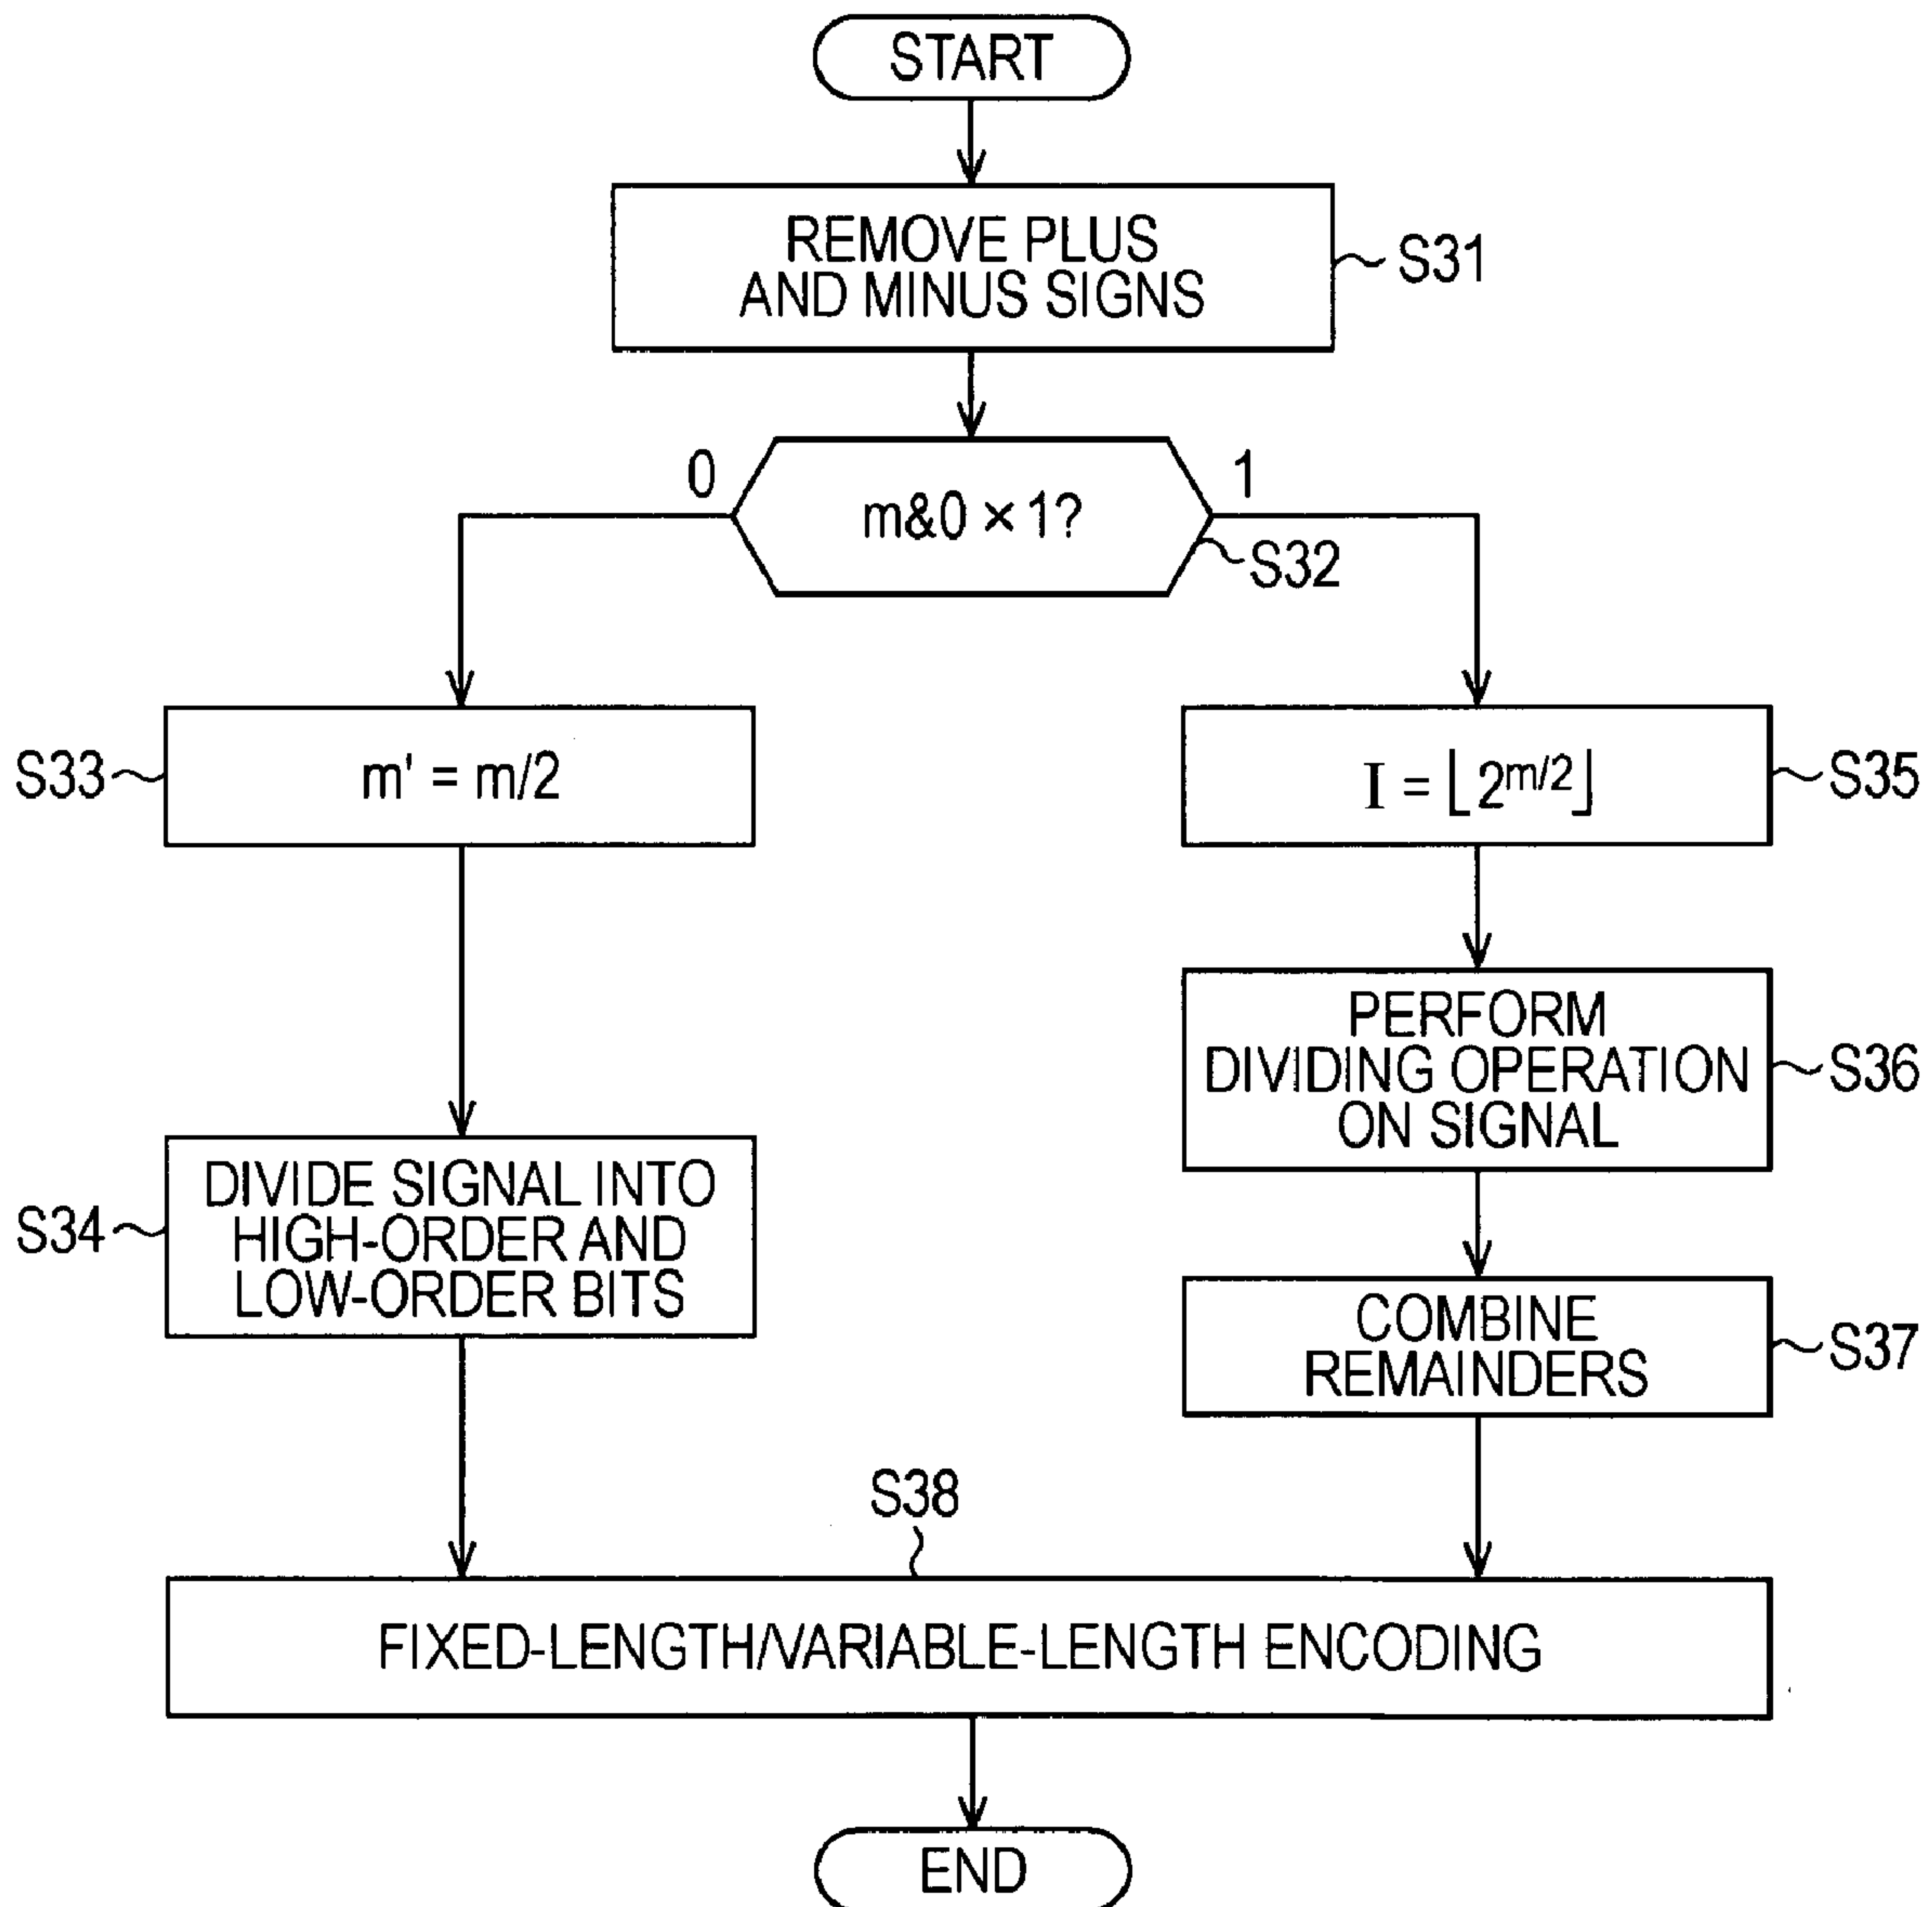 START
REMOVE PLUS
AND MINUS SIGNS
S31
0
m&0 × 1?
1
S32
S33
m' = m/2
I = ⌊2^{m/2}⌋
S35
PERFORM
DIVIDING OPERATION
ON SIGNAL
S36
S34
DIVIDE SIGNAL INTO
HIGH-ORDER AND
LOW-ORDER BITS
COMBINE
REMAINDERS
S37
S38
FIXED-LENGTH/VARIABLE-LENGTH ENCODING
END